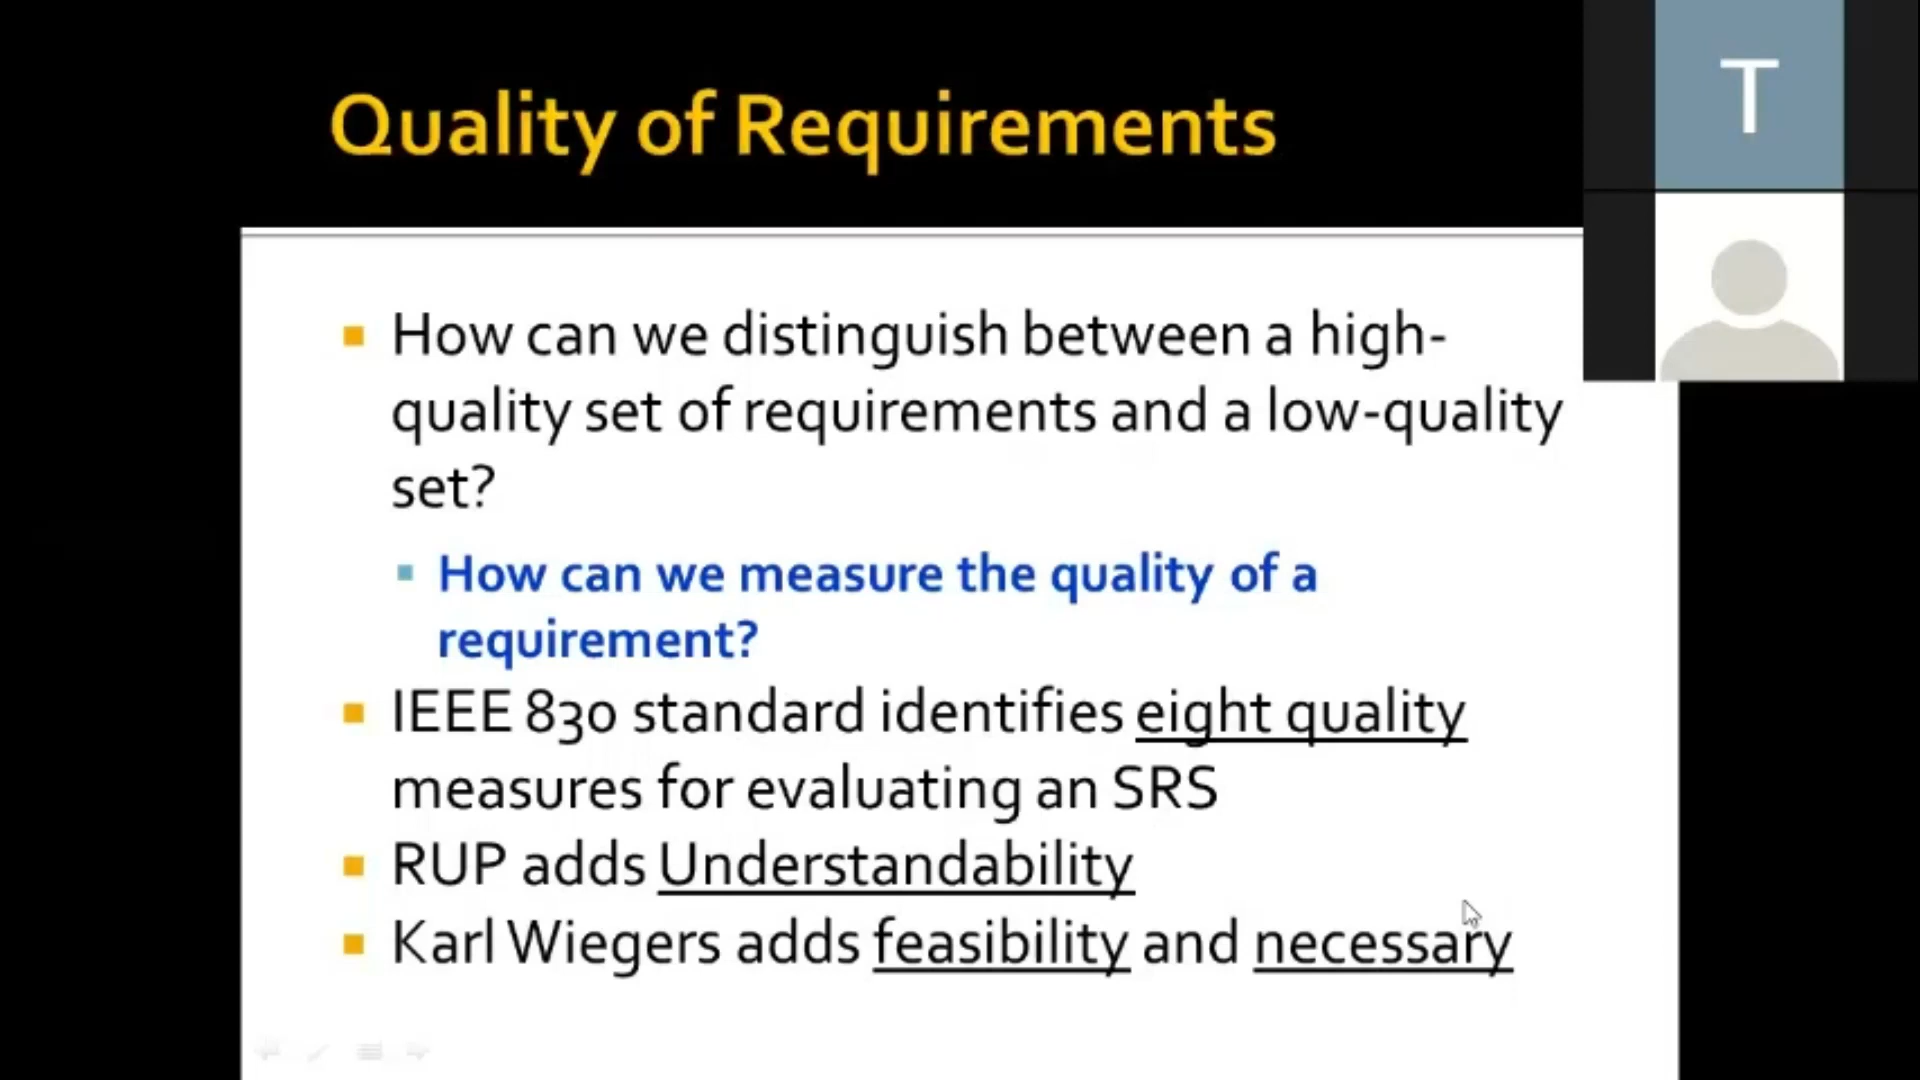 Quality of Requirements
T
How can we distinguish between a high-
quality set of requirements and a low-quality
set?
How can we measure the quality of a
requirement?
IEEE 830 standard identifies eight quality
measures for evaluating an SRS
RUP adds Understandability
Karl Wiegers adds feasibility and necessary